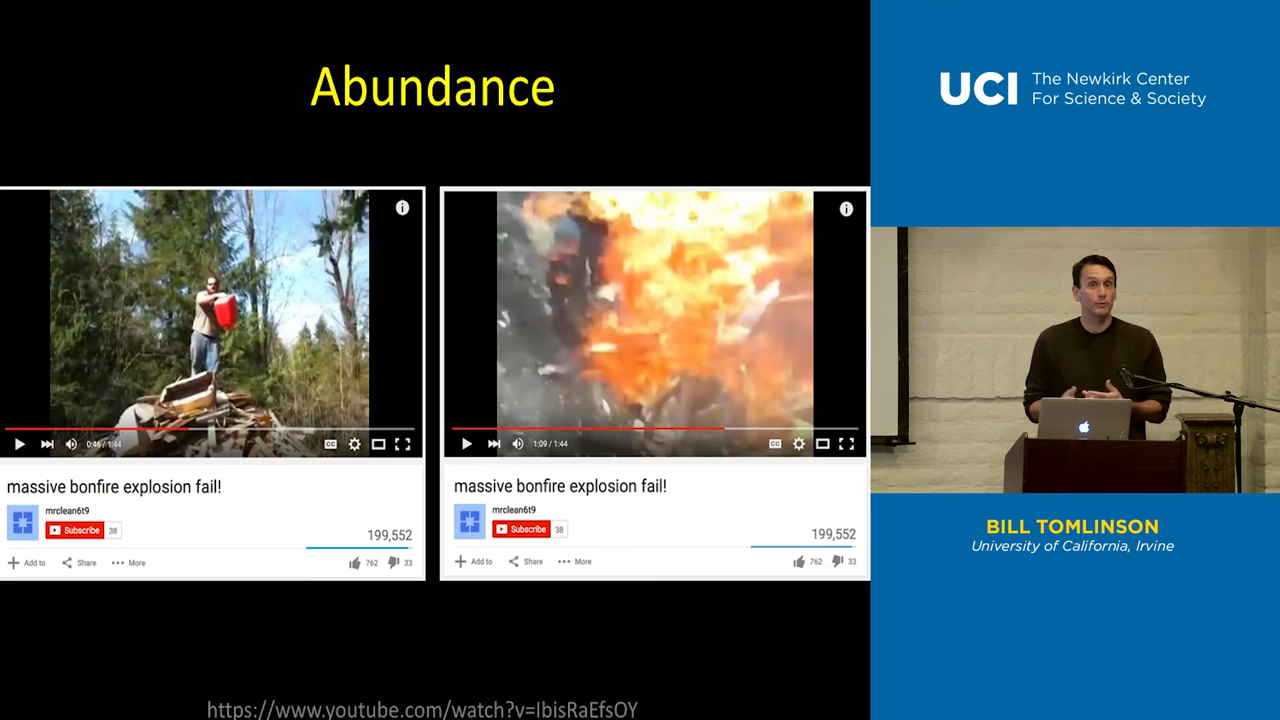 Abundance
0:46 / 1:44
CC
massive bonfire explosion fail!
mrclean6t9
Subscribe 38
199,552
Add to Share More 762 33
1:09 / 1:44
CC
massive bonfire explosion fail!
mrclean6t9
Subscribe 38
199,552
Add to Share More 762 33
https://www.youtube.com/watch?v=IbisRaEfsOY
UCI
The Newkirk Center
For Science & Society
BILL TOMLINSON
University of California, Irvine